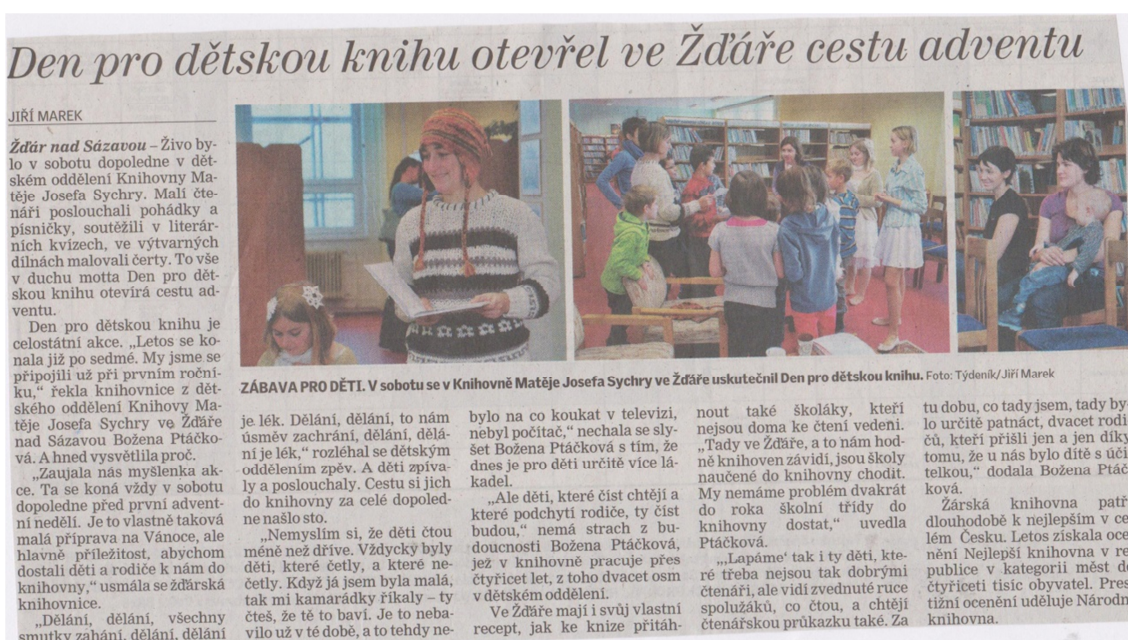 Den pro dětskou knihu otevřel ve Žďáře cestu adventu
JIŘÍ MAREK
Žďár nad Sázavou – Živo by-
lo v sobotu dopoledne v dět-
ském oddělení Knihovny Ma-
těje Josefa Sychry. Malí čte-
náři poslouchali pohádky a
písničky, soutěžili v literár-
ních kvízech, ve výtvarných
dílnách malovali čerty. To vše
v duchu motta Den pro dět-
skou knihu otevírá cestu ad-
ventu.
Den pro dětskou knihu je
celostátní akce. „Letos se ko-
nala již po sedmé. My jsme se
připojili už při prvním roční-
ku,“ řekla knihovnice z dět-
ského oddělení Knihovy Ma-
těje Josefa Sychry ve Žďáře
nad Sázavou Božena Ptáčko-
vá. A hned vysvětlila proč.
„Zaujala nás myšlenka ak-
ce. Ta se koná vždy v sobotu
dopoledne před první advent-
ní nedělí. Je to vlastně taková
malá příprava na Vánoce, ale
hlavně příležitost, abychom
dostali děti a rodiče k nám do
knihovny,“ usmála se žďárská
knihovnice.
„Dělání, dělání, všechny
smutky zahání, dělání, dělání
ZÁBAVA PRO DĚTI. V sobotu se v Knihovně Matěje Josefa Sychry ve Žďáře uskutečnil Den pro dětskou knihu. Foto: Týdeník/Jiří Marek
je lék. Dělání, dělání, to nám
úsměv zachrání, dělání, dělá-
ní je lék,“ rozléhal se dětským
oddělením zpěv. A děti zpíva-
ly a poslouchaly. Cestu si jich
do knihovny za celé dopoled-
ne našlo sto.
„Nemyslím si, že děti čtou
méně než dříve. Vždycky byly
děti, které četly, a které ne-
četly. Když já jsem byla malá,
tak mi kamarádky říkaly - ty
čteš, že tě to baví. Je to neba-
vilo už v té době, a to tehdy ne-
bylo na co koukat v televizi,
nebyl počítač,“ nechala se sly-
šet Božena Ptáčková s tím, že
dnes je pro děti určitě více lá-
kadel.
„Ale děti, které číst chtějí a
které podchytí rodiče, ty číst
budou,“ nemá strach z bu-
doucnosti Božena Ptáčková,
jež v knihovně pracuje přes
čtyřicet let, z toho dvacet osm
v dětském oddělení.
Ve Žďáře mají i svůj vlastní
recept, jak ke knize přitáh-
nout také školáky, kteří
nejsou doma ke čtení vedeni.
„Tady ve Žďáře, a to nám hod-
ně knihoven závidí, jsou školy
naučené do knihovny chodit.
My nemáme problém dvakrát
do roka školní třídy do
knihovny dostat,“ uvedla
Ptáčková.
„‚Lapáme‘ tak i ty děti, kte-
ré třeba nejsou tak dobrými
čtenáři, ale vidí zvednuté ruce
spolužáků, co čtou, a chtějí
čtenářskou průkazku také. Za
tu dobu, co tady jsem, tady by-
lo určitě patnáct, dvacet rodi-
čů, kteří přišli jen a jen díky
tomu, že u nás bylo dítě s uči-
telkou,“ dodala Božena Ptáč-
ková.
Žárská knihovna patř
dlouhodobě k nejlepším v ce
lém Česku. Letos získala oce
nění Nejlepší knihovna v re
publice v kategorii měst do
čtyřiceti tisíc obyvatel. Pres
tižní ocenění uděluje Národn
knihovna.